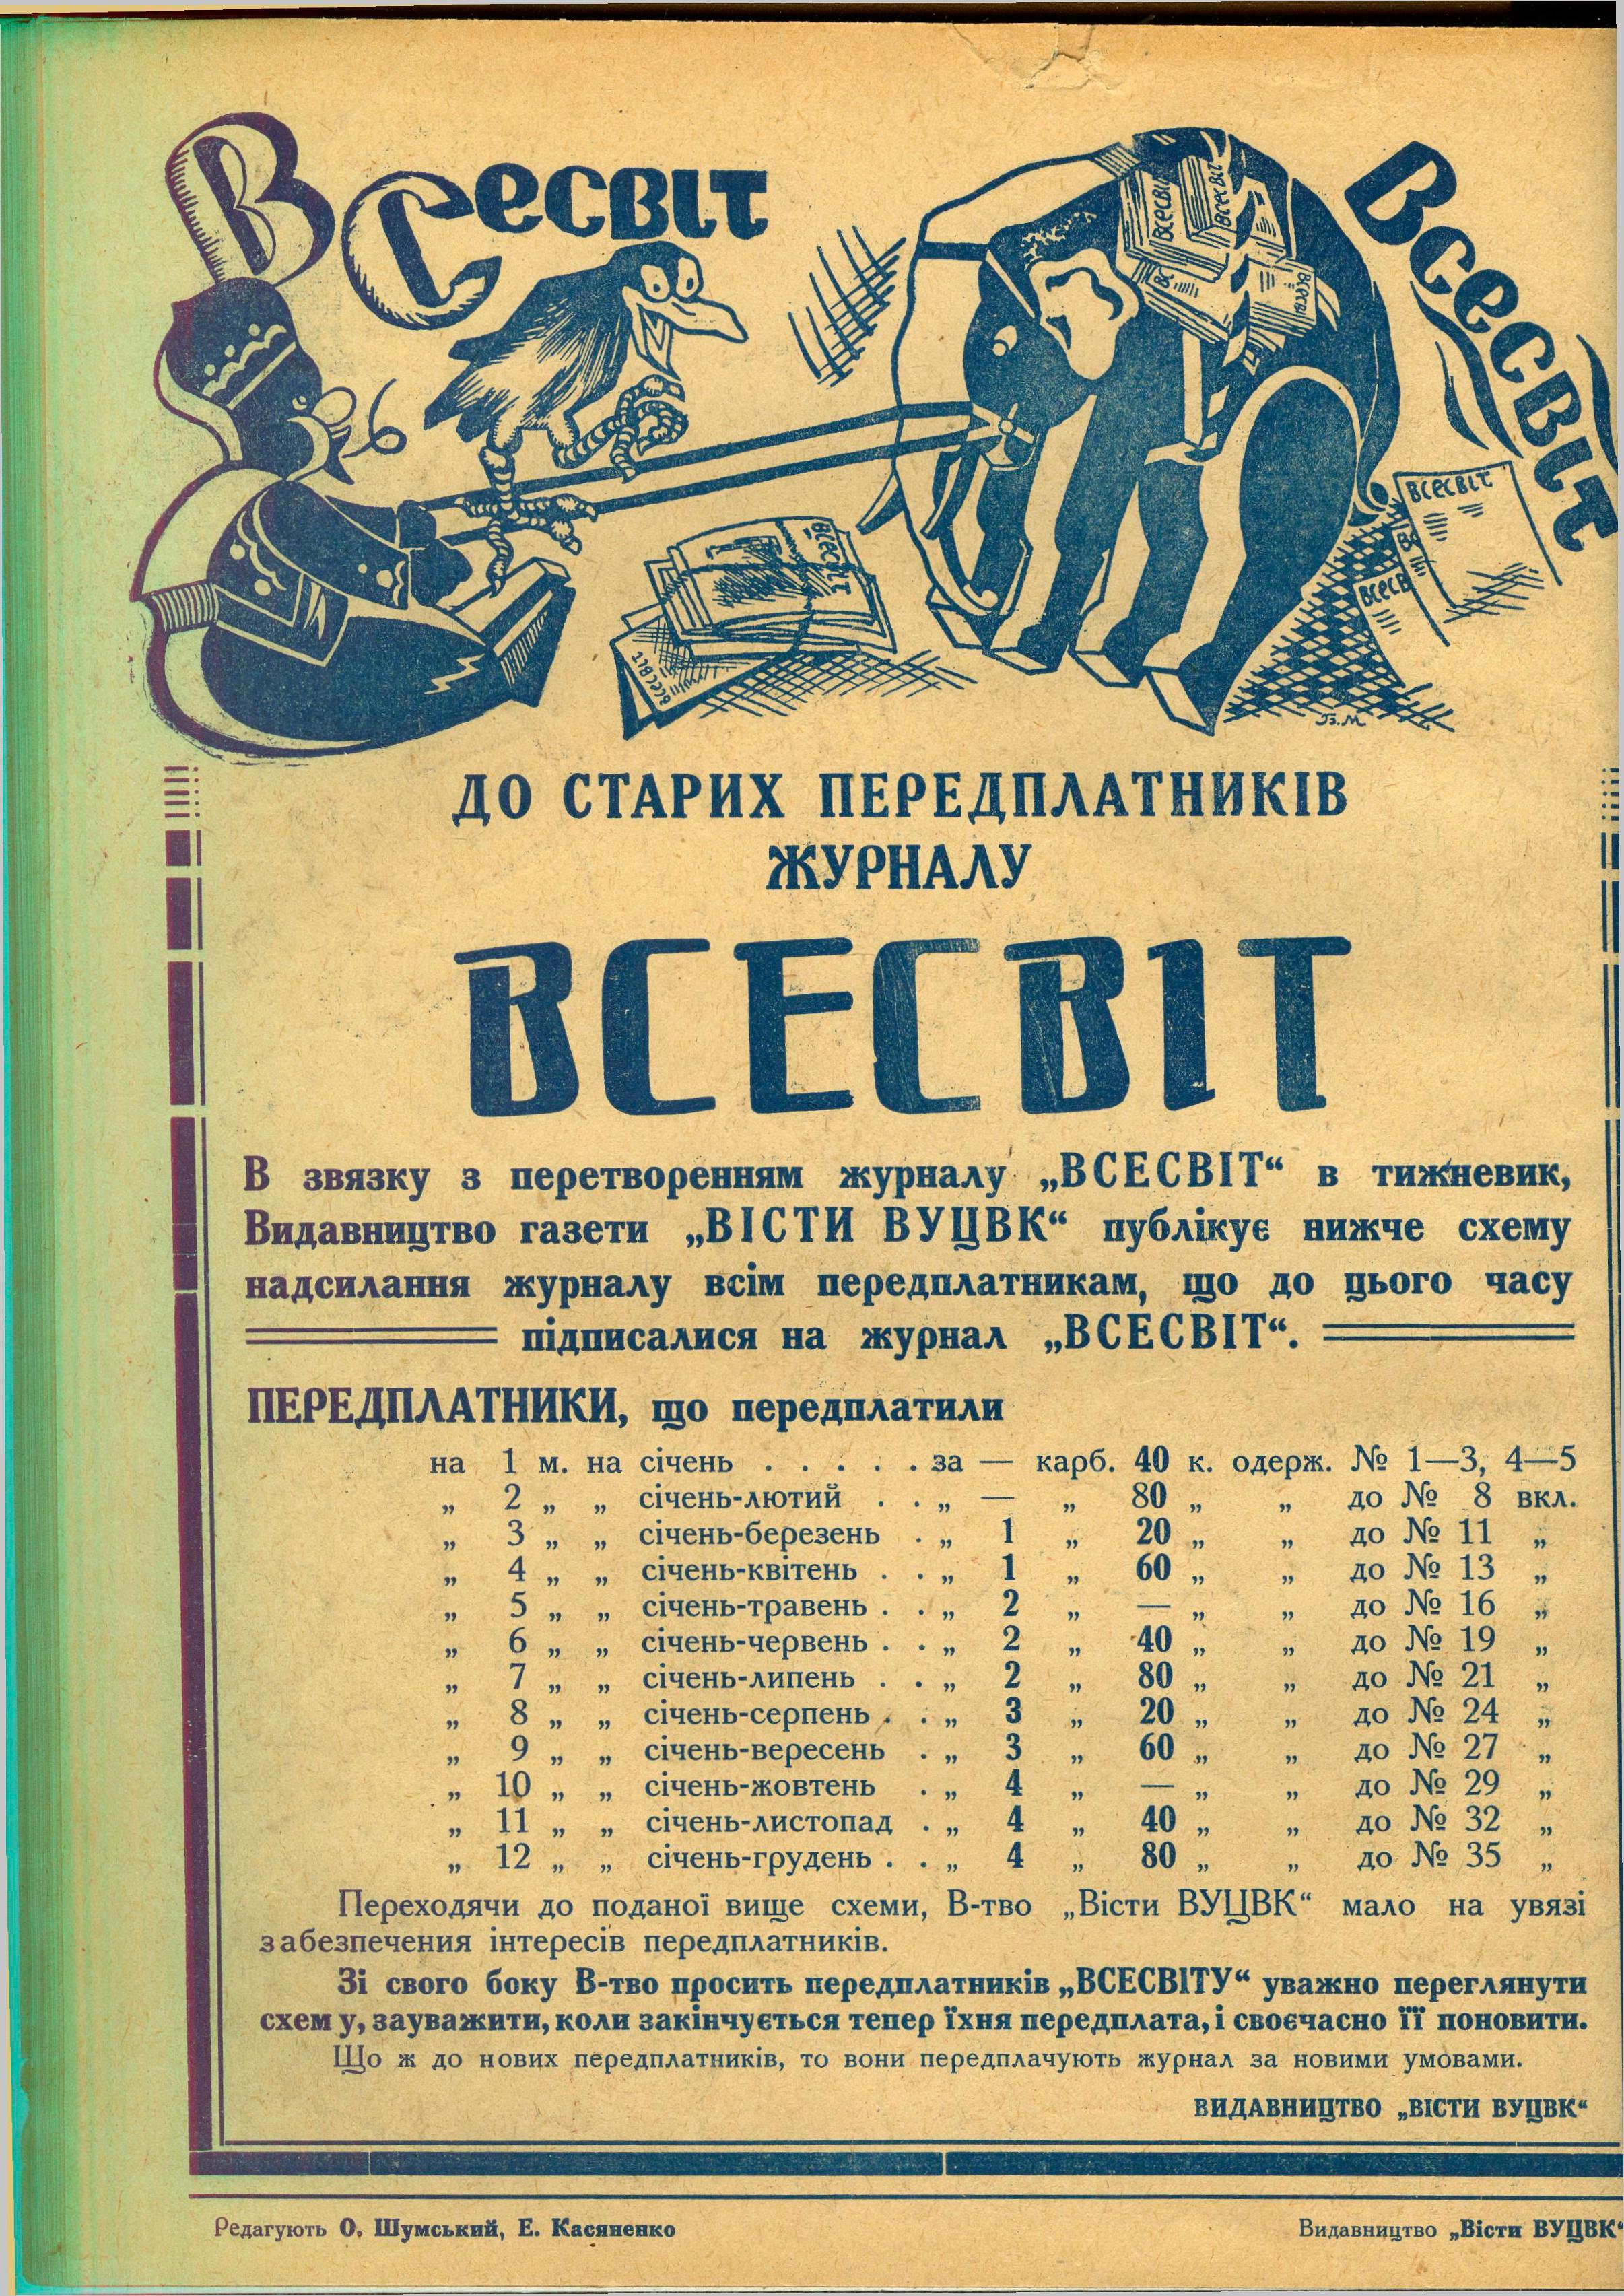 Всесвіт
Всесвіт
ВСЕСВІТ
ВСЕСВІТ
ВСЕСВІТ
ВСЕСВІТ
ВСЕСВІТ
ВСЕСВІТ
Б.М
ДО СТАРИХ ПЕРЕДПЛАТНИКІВ
ЖУРНАЛУ
ВСЕСВІТ
В звязку з перетворенням журналу „ВСЕСВІТ“ в тижневик,
Видавництво газети „ВІСТИ ВУЦВК“ публікує нижче схему
надсилання журналу всім передплатникам, що до цього часу
підписалися на журнал „ВСЕСВІТ“.
ПЕРЕДПЛАТНИКИ, що передплатили
на 1 м. на січень . . . . . за — карб. 40 к. одерж. № 1—3, 4—5
„ 2 „ „ січень-лютий . . „ — „ 80 „ „ до № 8 вкл.
„ 3 „ „ січень-березень . „ 1 „ 20 „ „ до № 11 „
„ 4 „ „ січень-квітень . . „ 1 „ 60 „ „ до № 13 „
„ 5 „ „ січень-травень . . „ 2 „ — „ „ до № 16 „
„ 6 „ „ січень-червень . . „ 2 „ 40 „ „ до № 19 „
„ 7 „ „ січень-липень . . „ 2 „ 80 „ „ до № 21 „
„ 8 „ „ січень-серпень . . „ 3 „ 20 „ „ до № 24 „
„ 9 „ „ січень-вересень . „ 3 „ 60 „ „ до № 27 „
„ 10 „ „ січень-жовтень . „ 4 „ — „ „ до № 29 „
„ 11 „ „ січень-листопад . „ 4 „ 40 „ „ до № 32 „
„ 12 „ „ січень-грудень . . „ 4 „ 80 „ „ до № 35 „
Переходячи до поданої вище схеми, В-тво „Вісти ВУЦВК“ мало на увязі
забезпечення інтересів передплатників.
Зі свого боку В-тво просить передплатників „ВСЕСВІТУ“ уважно переглянути
схему, зауважити, коли закінчується тепер їхня передплата, і своєчасно її поновити.
Що ж до нових передплатників, то вони передплачують журнал за новими умовами.
ВИДАВНИЦТВО „ВІСТИ ВУЦВК“
Редагують О. Шумський, Е. Касяненко
Видавництво „Вісти ВУЦВК“